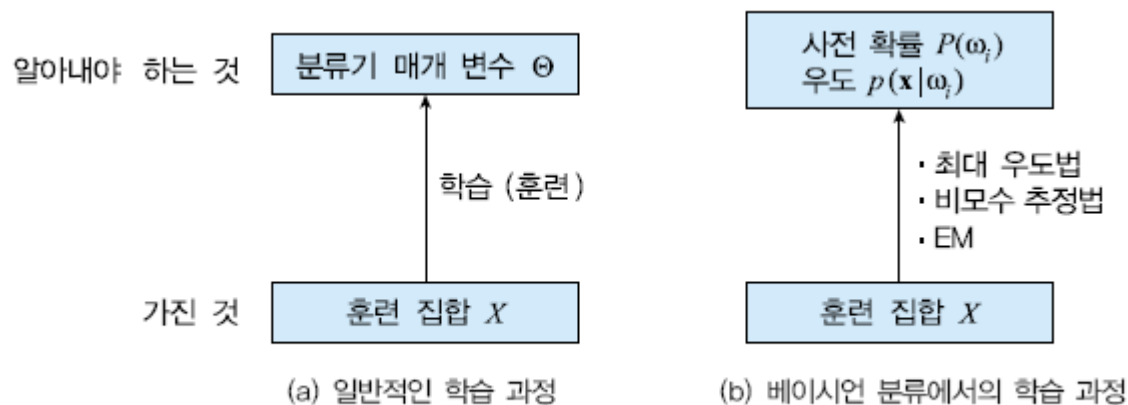 알아내야 하는 것
분류기 매개 변수 Θ
사전 확률 P(ωᵢ)
우도 p(x|ωᵢ)
학습 (훈련)
· 최대 우도법
· 비모수 추정법
· EM
가진 것
훈련 집합 X
훈련 집합 X
(a) 일반적인 학습 과정
(b) 베이시언 분류에서의 학습 과정